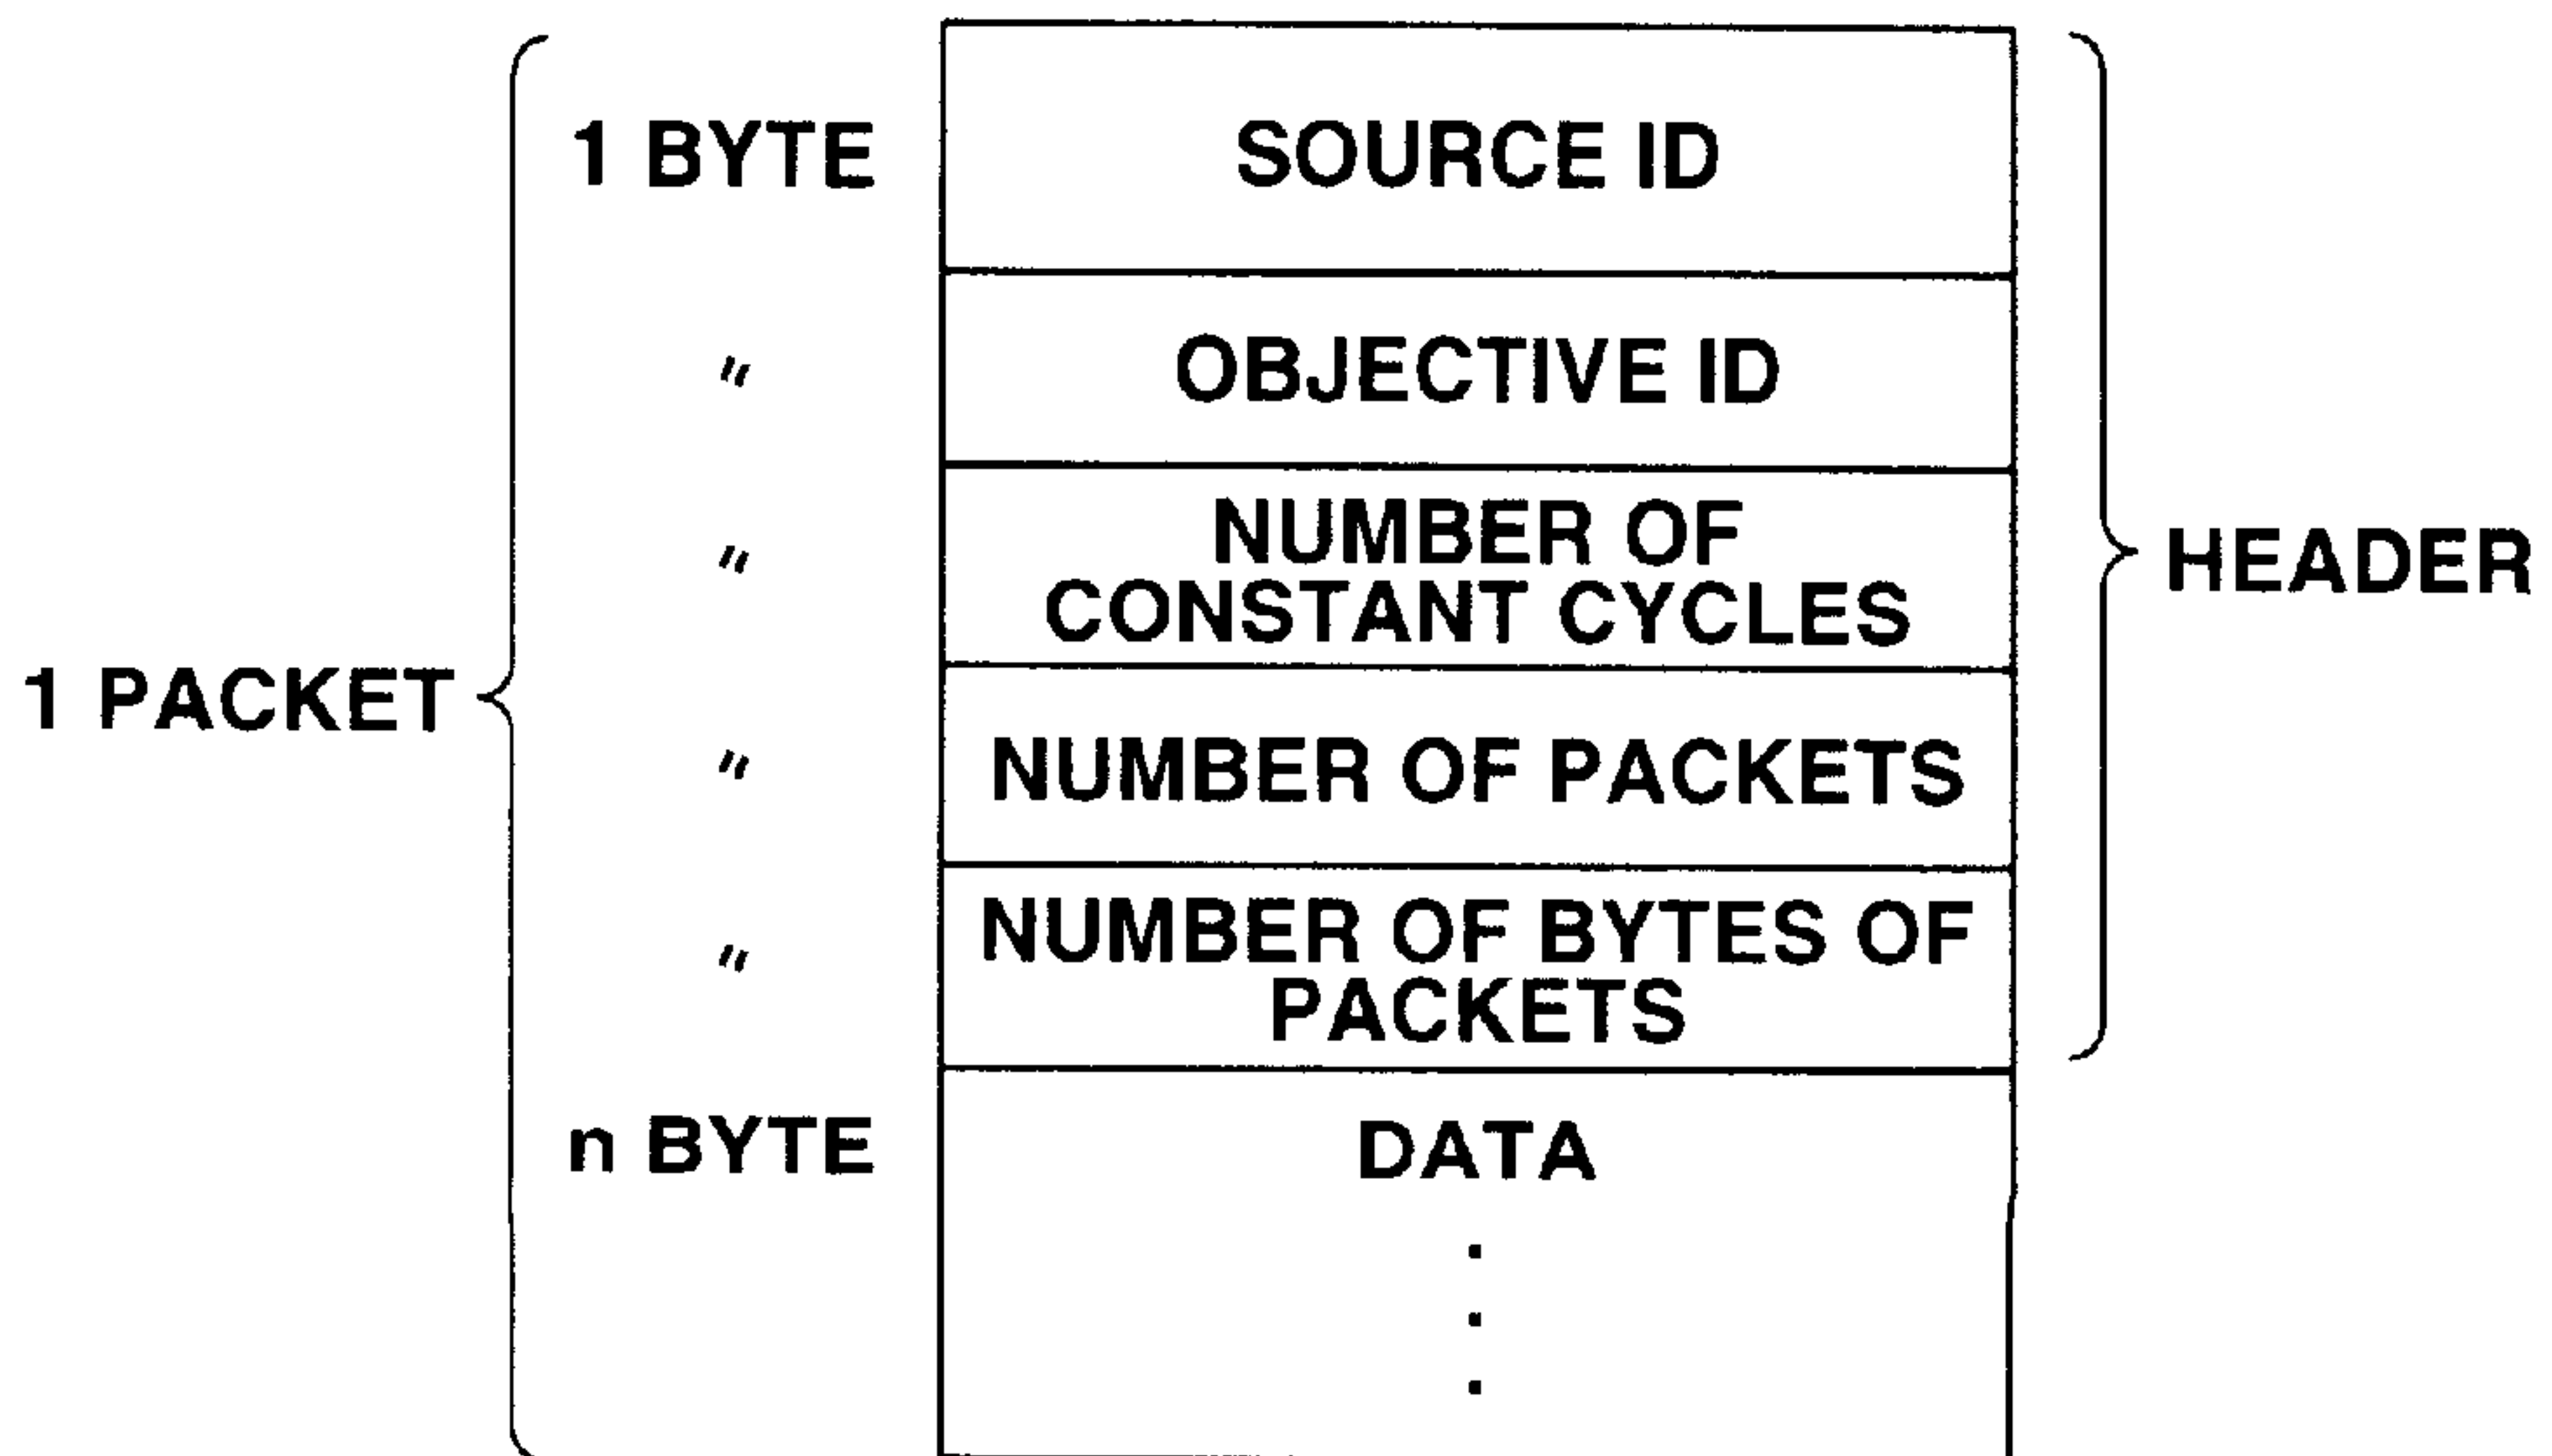 1 BYTE
SOURCE ID
"
OBJECTIVE ID
"
NUMBER OF
CONSTANT CYCLES
HEADER
1 PACKET
"
NUMBER OF PACKETS
"
NUMBER OF BYTES OF
PACKETS
n BYTE
DATA